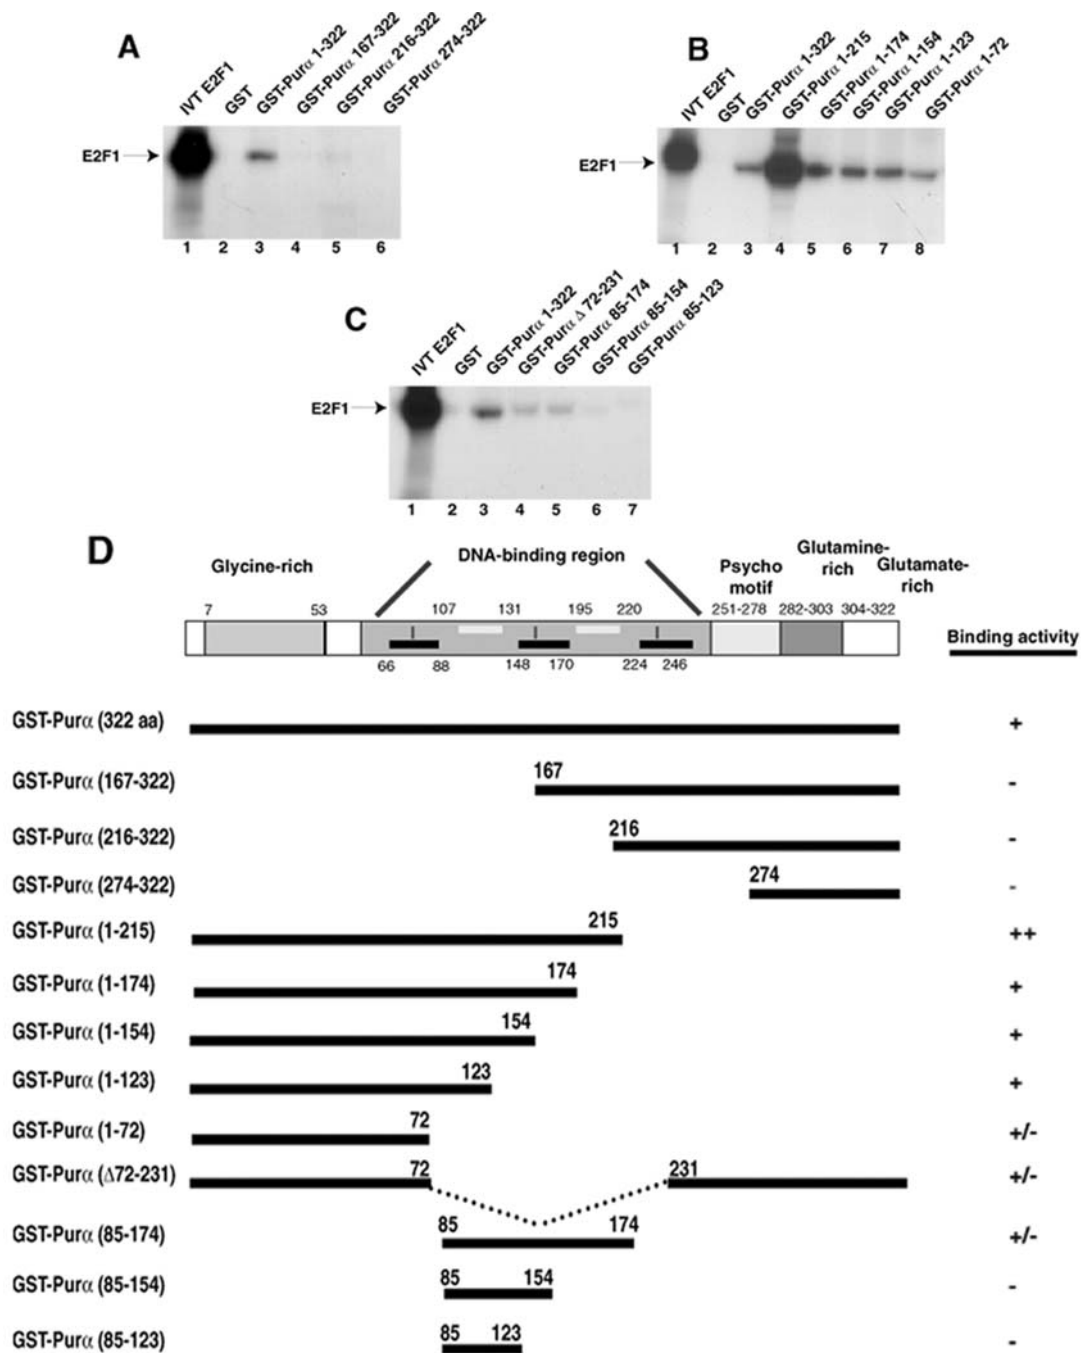 A
IVT E2F1
GST
GST-Purα 1-322
GST-Purα 167-322
GST-Purα 216-322
GST-Purα 274-322
E2F1
1 2 3 4 5 6
B
IVT E2F1
GST
GST-Purα 1-322
GST-Purα 1-215
GST-Purα 1-174
GST-Purα 1-154
GST-Purα 1-123
GST-Purα 1-72
E2F1
1 2 3 4 5 6 7 8
C
IVT E2F1
GST
GST-Purα 1-322
GST-Purα Δ 72-231
GST-Purα 85-174
GST-Purα 85-154
GST-Purα 85-123
E2F1
1 2 3 4 5 6 7
D
Glycine-rich
DNA-binding region
Psycho
motif
Glutamine-
rich
Glutamate-
rich
7 53 107 131 195 220 251-278 282-303 304-322
I I I
66 88 148 170 224 246
Binding activity
GST-Purα (322 aa) +
GST-Purα (167-322) 167 -
GST-Purα (216-322) 216 -
GST-Purα (274-322) 274 -
GST-Purα (1-215) 215 ++
GST-Purα (1-174) 174 +
GST-Purα (1-154) 154 +
GST-Purα (1-123) 123 +
GST-Purα (1-72) 72 +/-
GST-Purα (Δ72-231) 72 231 +/-
GST-Purα (85-174) 85 174 +/-
GST-Purα (85-154) 85 154 -
GST-Purα (85-123) 85 123 -